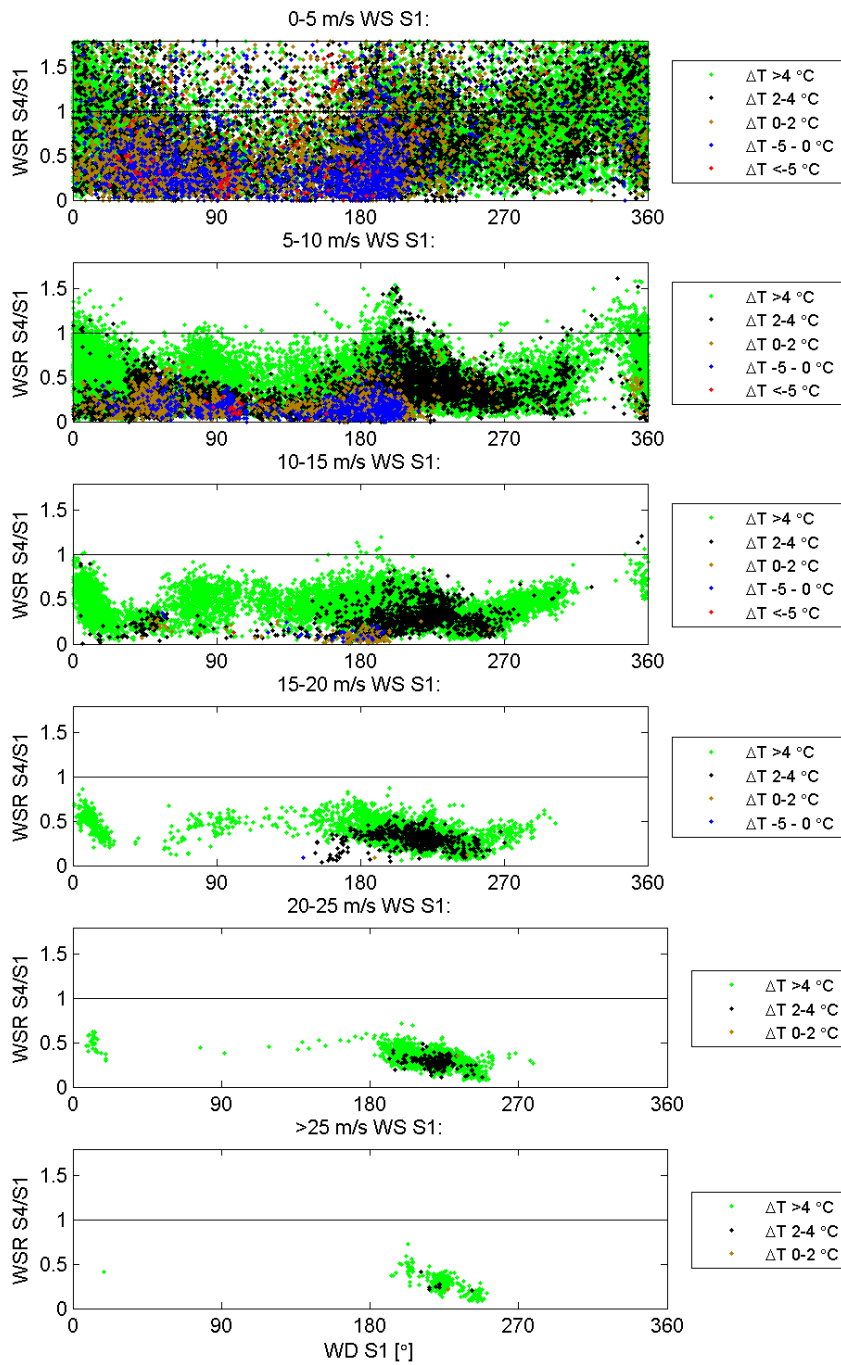 0-5 m/s WS S1:
WSR S4/S1
1.5
1
0.5
0
0 90 180 270 360
ΔT >4 °C
ΔT 2-4 °C
ΔT 0-2 °C
ΔT -5 - 0 °C
ΔT <-5 °C
5-10 m/s WS S1:
WSR S4/S1
1.5
1
0.5
0
0 90 180 270 360
ΔT >4 °C
ΔT 2-4 °C
ΔT 0-2 °C
ΔT -5 - 0 °C
ΔT <-5 °C
10-15 m/s WS S1:
WSR S4/S1
1.5
1
0.5
0
0 90 180 270 360
ΔT >4 °C
ΔT 2-4 °C
ΔT 0-2 °C
ΔT -5 - 0 °C
ΔT <-5 °C
15-20 m/s WS S1:
WSR S4/S1
1.5
1
0.5
0
0 90 180 270 360
ΔT >4 °C
ΔT 2-4 °C
ΔT 0-2 °C
ΔT -5 - 0 °C
20-25 m/s WS S1:
WSR S4/S1
1.5
1
0.5
0
0 90 180 270 360
ΔT >4 °C
ΔT 2-4 °C
ΔT 0-2 °C
>25 m/s WS S1:
WSR S4/S1
1.5
1
0.5
0
0 90 180 270 360
ΔT >4 °C
ΔT 2-4 °C
ΔT 0-2 °C
WD S1 [°]